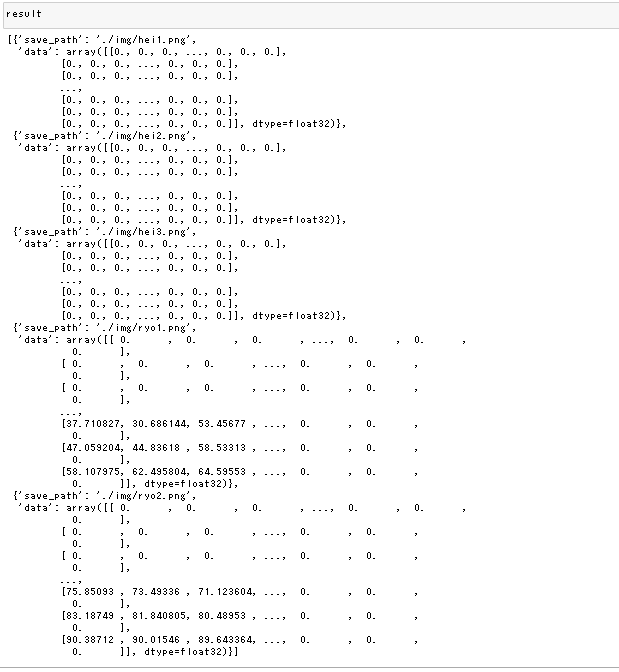 result
[{'save_path': './img/hei1.png',
'data': array([[0., 0., 0., ..., 0., 0., 0.],
[0., 0., 0., ..., 0., 0., 0.],
[0., 0., 0., ..., 0., 0., 0.],
...,
[0., 0., 0., ..., 0., 0., 0.],
[0., 0., 0., ..., 0., 0., 0.],
[0., 0., 0., ..., 0., 0., 0.]], dtype=float32)},
{'save_path': './img/hei2.png',
'data': array([[0., 0., 0., ..., 0., 0., 0.],
[0., 0., 0., ..., 0., 0., 0.],
[0., 0., 0., ..., 0., 0., 0.],
...,
[0., 0., 0., ..., 0., 0., 0.],
[0., 0., 0., ..., 0., 0., 0.],
[0., 0., 0., ..., 0., 0., 0.]], dtype=float32)},
{'save_path': './img/hei3.png',
'data': array([[0., 0., 0., ..., 0., 0., 0.],
[0., 0., 0., ..., 0., 0., 0.],
[0., 0., 0., ..., 0., 0., 0.],
...,
[0., 0., 0., ..., 0., 0., 0.],
[0., 0., 0., ..., 0., 0., 0.],
[0., 0., 0., ..., 0., 0., 0.]], dtype=float32)},
{'save_path': './img/ryo1.png',
'data': array([[ 0. , 0. , 0. , ..., 0. , 0. ,
0. ],
[ 0. , 0. , 0. , ..., 0. , 0. ,
0. ],
[ 0. , 0. , 0. , ..., 0. , 0. ,
0. ],
...,
[37.710827, 30.686144, 53.45677 , ..., 0. , 0. ,
0. ],
[47.059204, 44.83618 , 58.53313 , ..., 0. , 0. ,
0. ],
[58.107975, 62.495804, 64.59553 , ..., 0. , 0. ,
0. ]], dtype=float32)},
{'save_path': './img/ryo2.png',
'data': array([[ 0. , 0. , 0. , ..., 0. , 0. ,
0. ],
[ 0. , 0. , 0. , ..., 0. , 0. ,
0. ],
[ 0. , 0. , 0. , ..., 0. , 0. ,
0. ],
...,
[75.85093 , 73.49336 , 71.123604, ..., 0. , 0. ,
0. ],
[83.18749 , 81.840805, 80.48953 , ..., 0. , 0. ,
0. ],
[90.38712 , 90.01546 , 89.643364, ..., 0. , 0. ,
0. ]], dtype=float32)}]